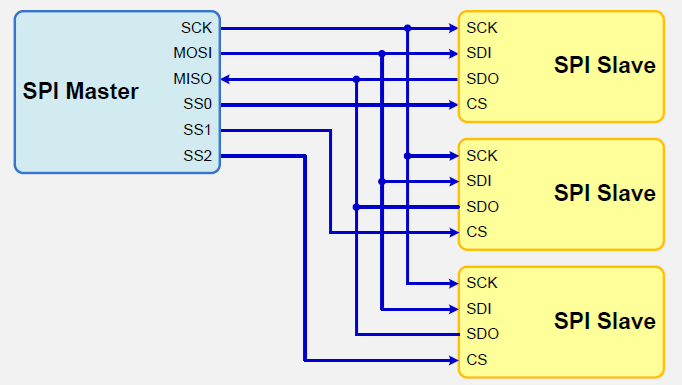 SPI Master
SCK
MOSI
MISO
SS0
SS1
SS2
SCK
SDI
SDO
CS
SPI Slave
SCK
SDI
SDO
CS
SPI Slave
SCK
SDI
SDO
CS
SPI Slave